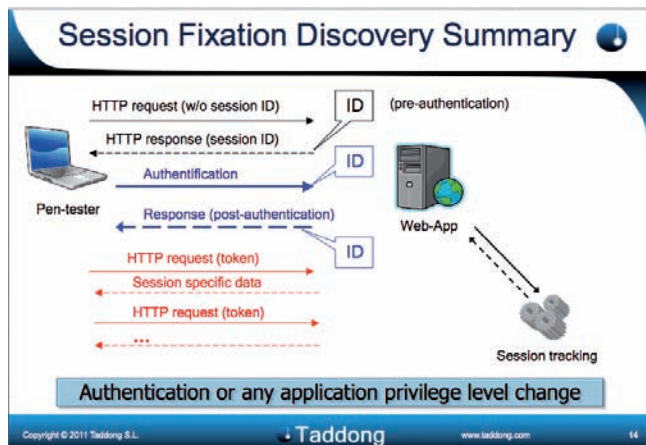 Session Fixation Discovery Summary
HTTP request (w/o session ID)
ID
(pre-authentication)
HTTP response (session ID)
ID
Authentification
Pen-tester
Response (post-authentication)
Web-App
ID
HTTP request (token)
Session specific data
HTTP request (token)
...
Session tracking
Authentication or any application privilege level change
Copyright © 2011 Taddong S.L.
Taddong
www.taddong.com
14